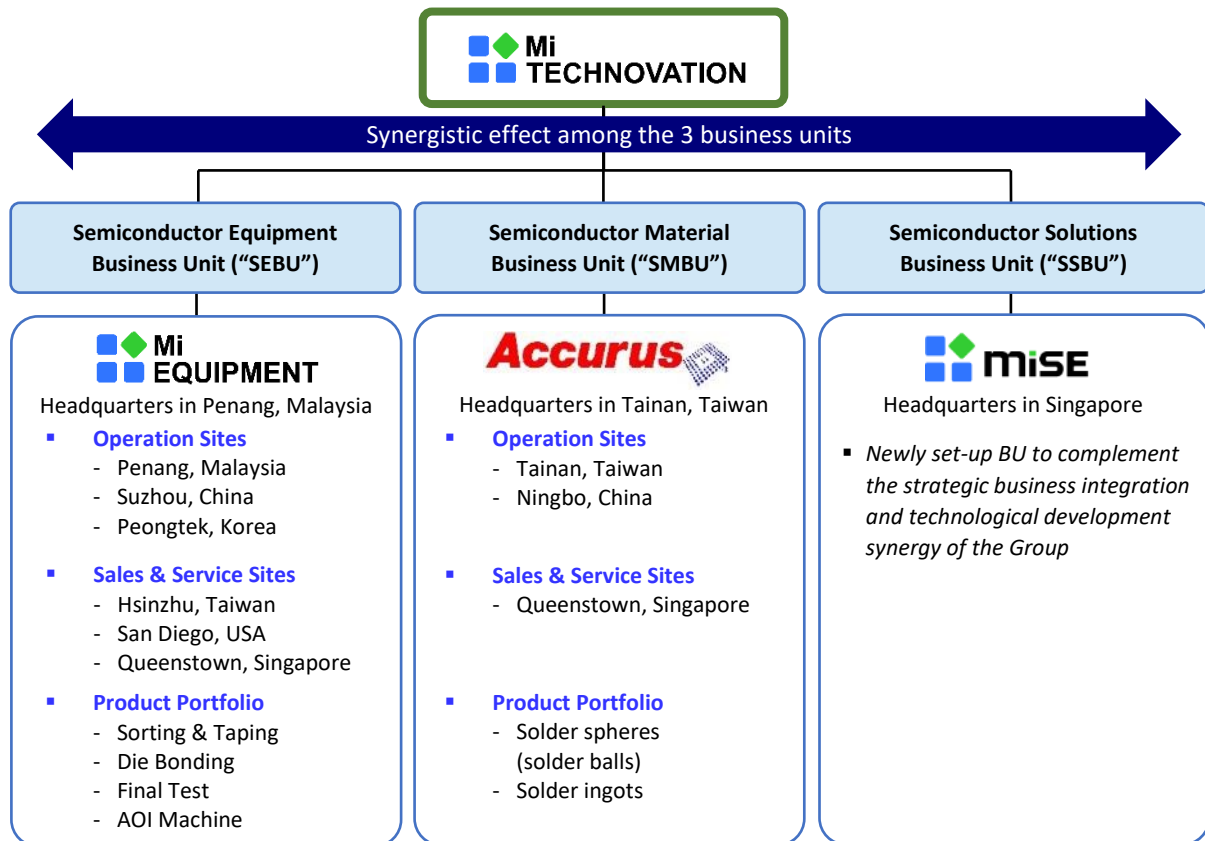 Mi
TECHNOVATION
Synergistic effect among the 3 business units
Semiconductor Equipment
Business Unit (“SEBU”)
Mi
EQUIPMENT
Headquarters in Penang, Malaysia
▪ Operation Sites
- Penang, Malaysia
- Suzhou, China
- Peongtek, Korea
▪ Sales & Service Sites
- Hsinzhu, Taiwan
- San Diego, USA
- Queenstown, Singapore
▪ Product Portfolio
- Sorting & Taping
- Die Bonding
- Final Test
- AOI Machine
Semiconductor Material
Business Unit (“SMBU”)
Accurus
Headquarters in Tainan, Taiwan
▪ Operation Sites
- Tainan, Taiwan
- Ningbo, China
▪ Sales & Service Sites
- Queenstown, Singapore
▪ Product Portfolio
- Solder spheres
(solder balls)
- Solder ingots
Semiconductor Solutions
Business Unit (“SSBU”)
miSE
Headquarters in Singapore
▪ Newly set-up BU to complement
the strategic business integration
and technological development
synergy of the Group